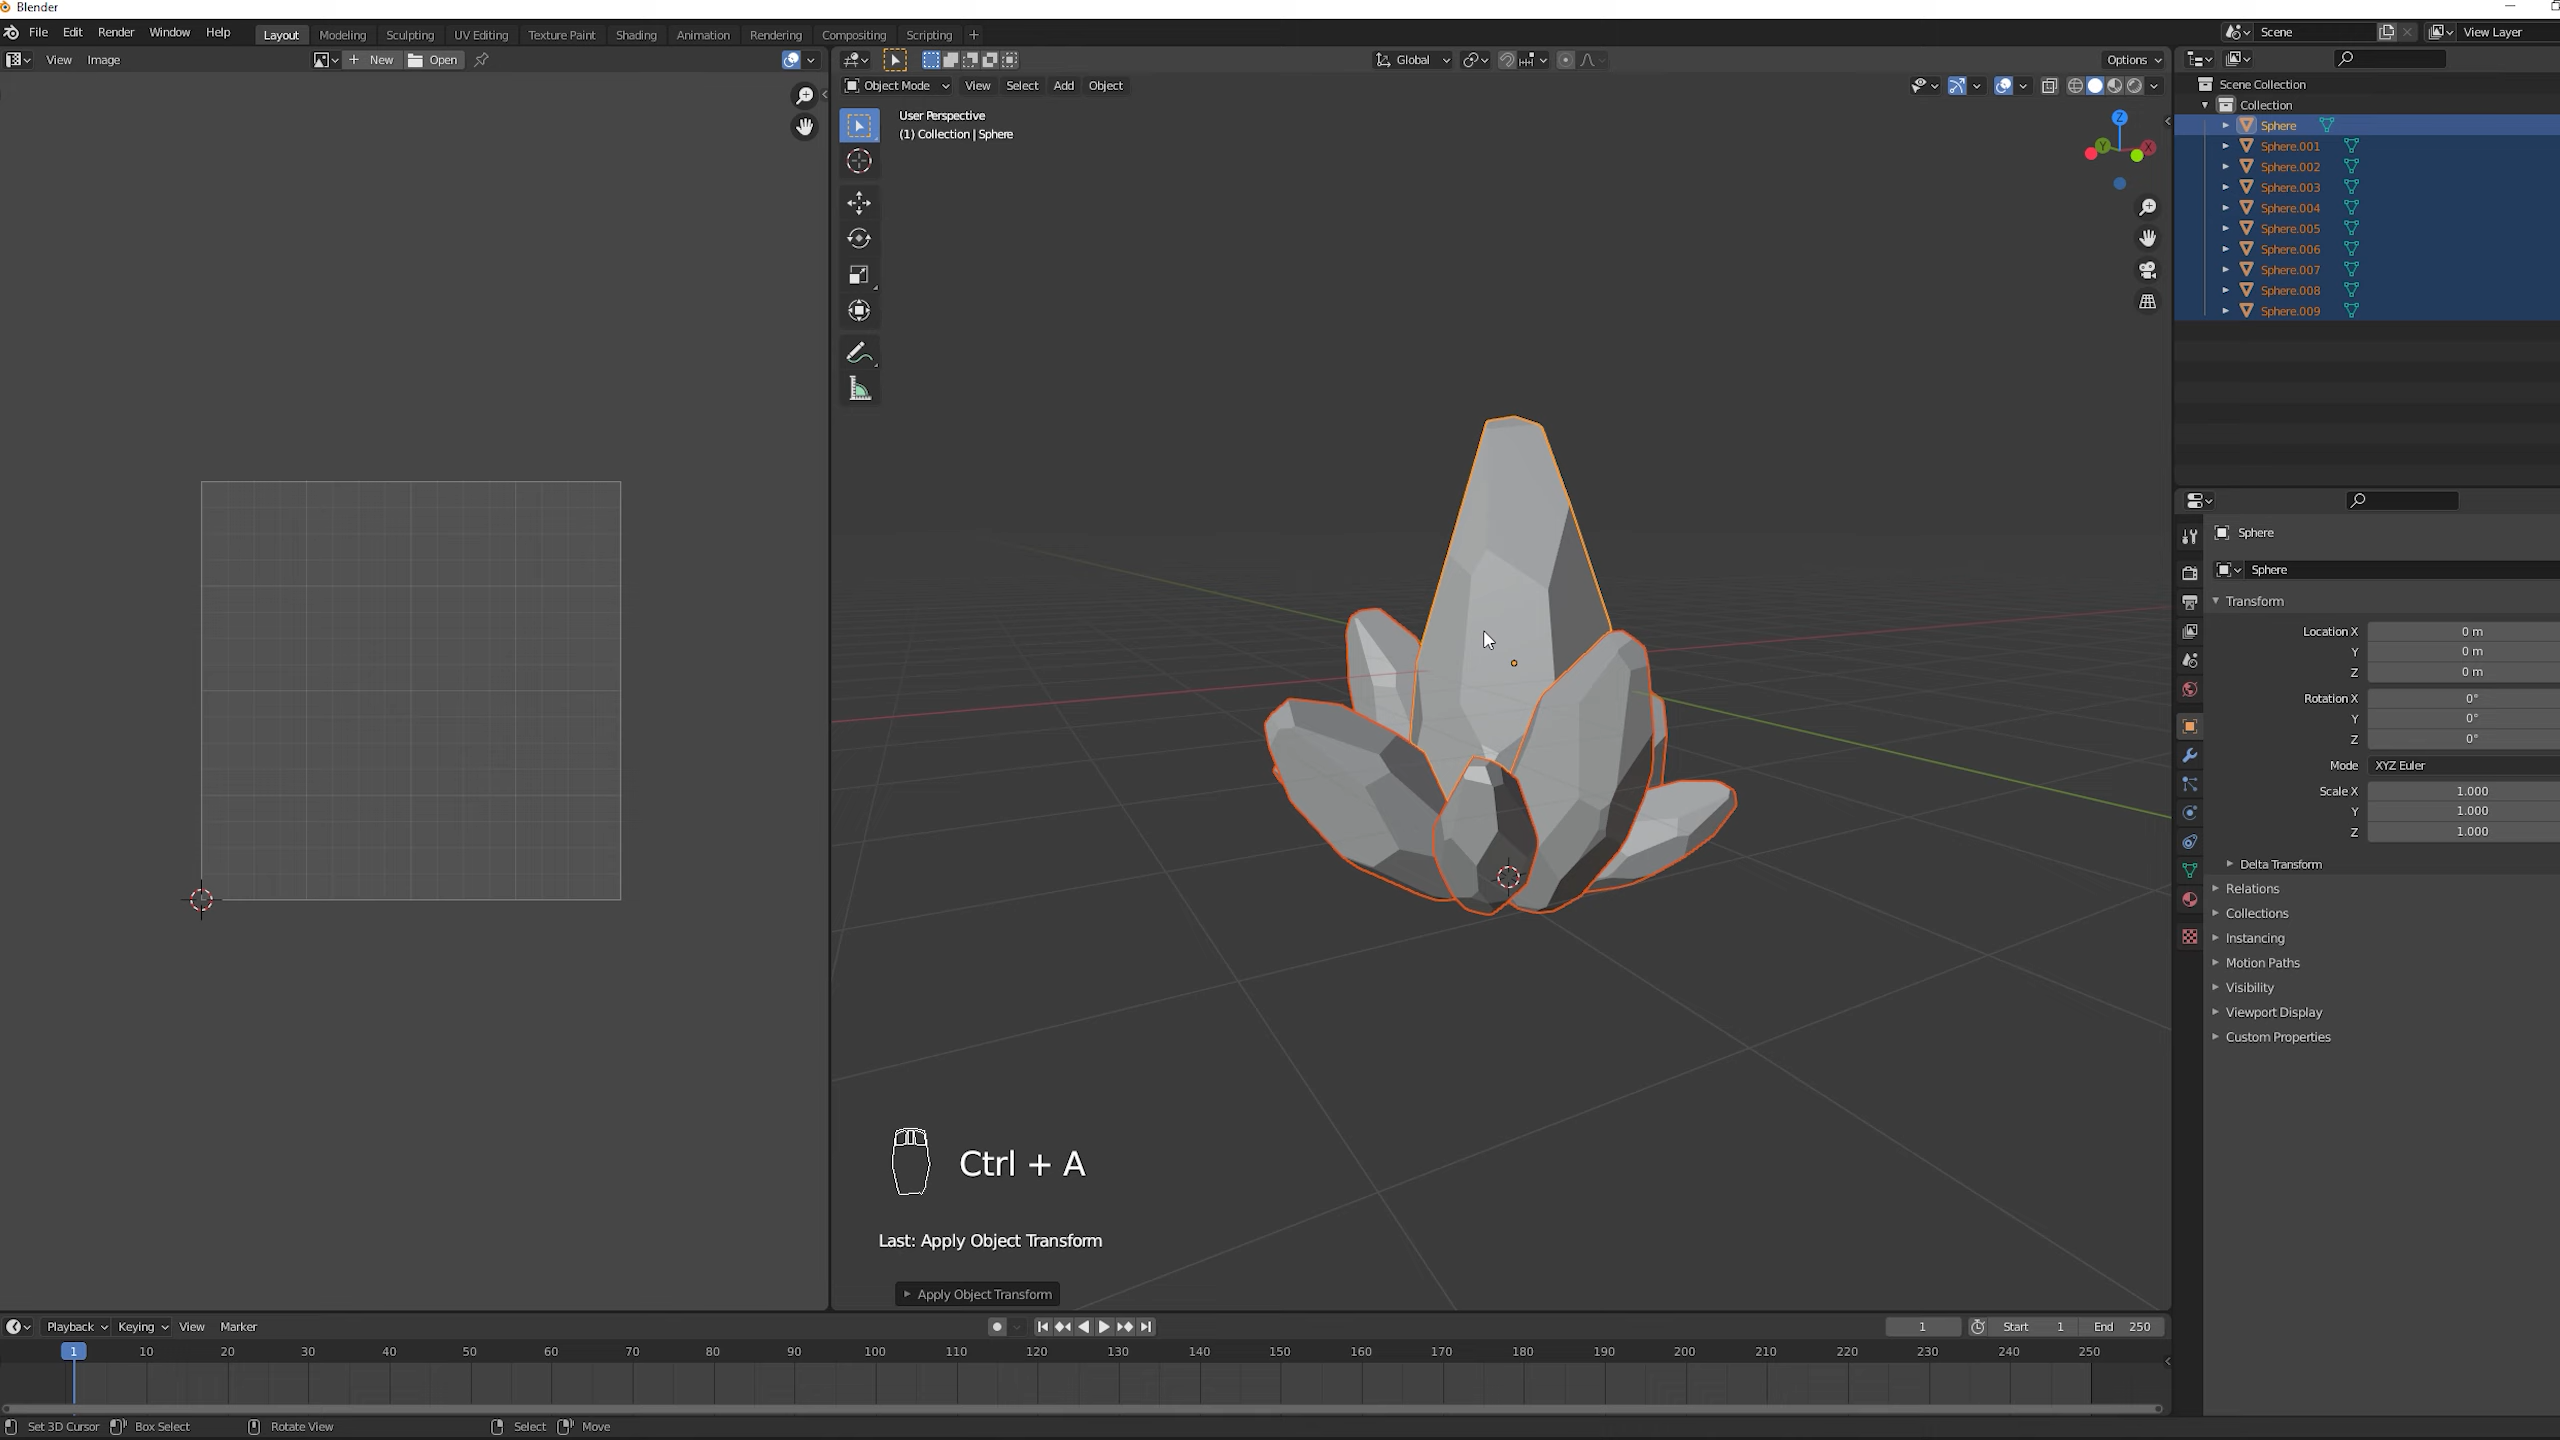 Blender
File Edit Render Window Help Layout Modeling Sculpting UV Editing Texture Paint Shading Animation Rendering Compositing Scripting + Scene View Layer
View Image + New Open Global Options
Object Mode View Select Add Object
User Perspective
(1) Collection | Sphere
Z
Y X
Scene Collection
Collection
Sphere
Sphere.001
Sphere.002
Sphere.003
Sphere.004
Sphere.005
Sphere.006
Sphere.007
Sphere.008
Sphere.009
Sphere
Sphere
Transform
Location X 0 m
Y 0 m
Z 0 m
Rotation X 0°
Y 0°
Z 0°
Mode XYZ Euler
Scale X 1.000
Y 1.000
Z 1.000
Delta Transform
Relations
Collections
Instancing
Motion Paths
Visibility
Viewport Display
Custom Properties
Ctrl + A
Last: Apply Object Transform
Apply Object Transform
Playback Keying View Marker 1 Start 1 End 250
1 10 20 30 40 50 60 70 80 90 100 110 120 130 140 150 160 170 180 190 200 210 220 230 240 250
Set 3D Cursor Box Select Rotate View Select Move